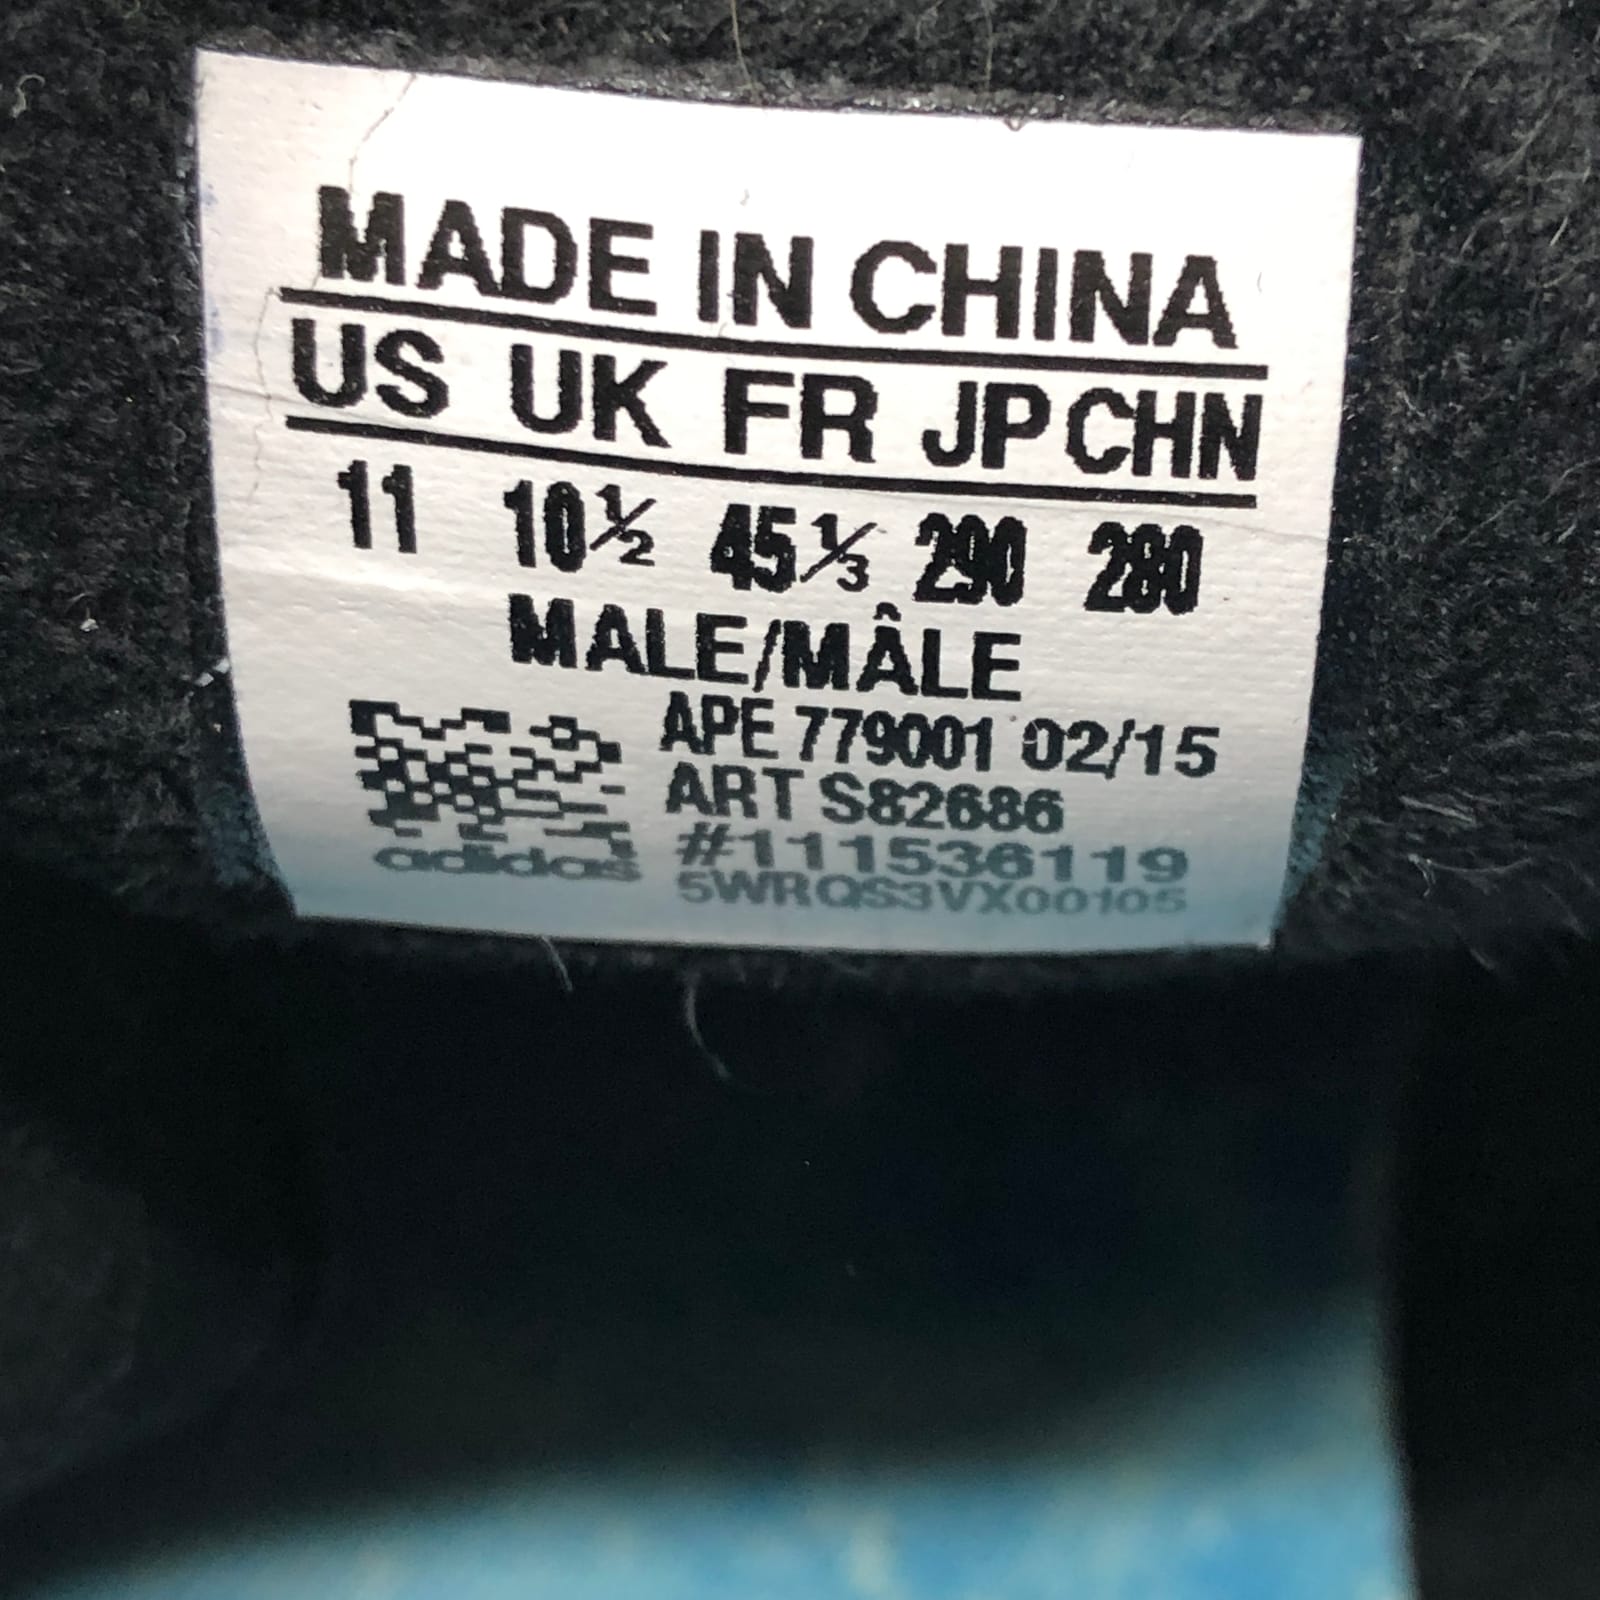 MADE IN CHINA
US UK FR JP CHN
11 10½ 45⅓ 290 280
MALE/MÂLE
APE 779001 02/15
ART S82686
#111536119
adidas
5WRQS3VX00105